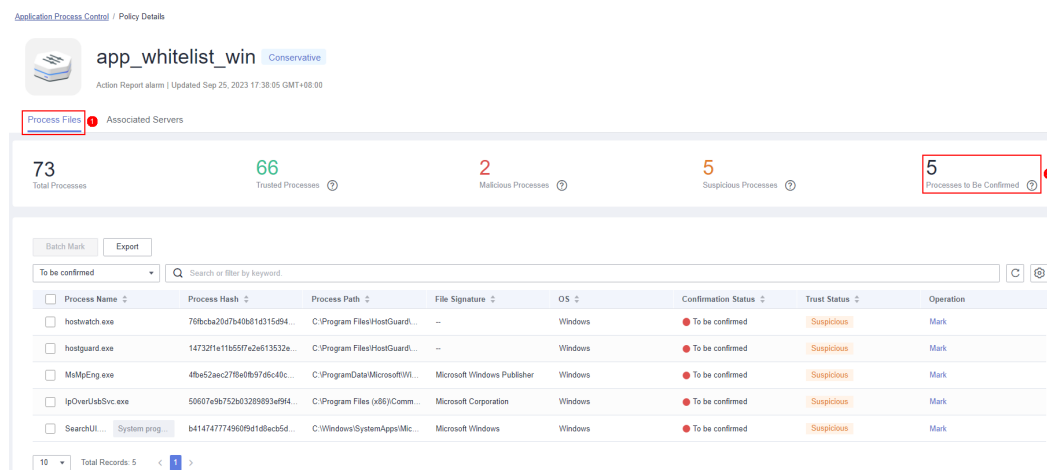 Application Process Control / Policy Details
app_whitelist_win Conservative
Action Report alarm | Updated Sep 25, 2023 17:38:05 GMT+08:00
Process Files 1 Associated Servers
73 66 2 5 5
Total Processes Trusted Processes ? Malicious Processes ? Suspicious Processes ? Processes to Be Confirmed ?
Batch Mark Export
To be confirmed Search or filter by keyword.
Process Name Process Hash Process Path File Signature OS Confirmation Status Trust Status Operation
hostwatch.exe 76fbcba20d7b40b81d315d94... C:\Program Files\HostGuard\... -- Windows To be confirmed Suspicious Mark
hostguard.exe 14732f1e11b55f7e2e613532e... C:\Program Files\HostGuard\... -- Windows To be confirmed Suspicious Mark
MsMpEng.exe 4fbe52aec27f8e0fb97d6c40c... C:\ProgramData\Microsoft\Wi... Microsoft Windows Publisher Windows To be confirmed Suspicious Mark
IpOverUsbSvc.exe 50607e9b752b03289893ef9f4... C:\Program Files (x86)\Comm... Microsoft Corporation Windows To be confirmed Suspicious Mark
SearchUI.... System prog... b414747774960f9d1d8ecb5d... C:\Windows\SystemApps\Mic... Microsoft Windows Windows To be confirmed Suspicious Mark
10 Total Records: 5 < 1 >